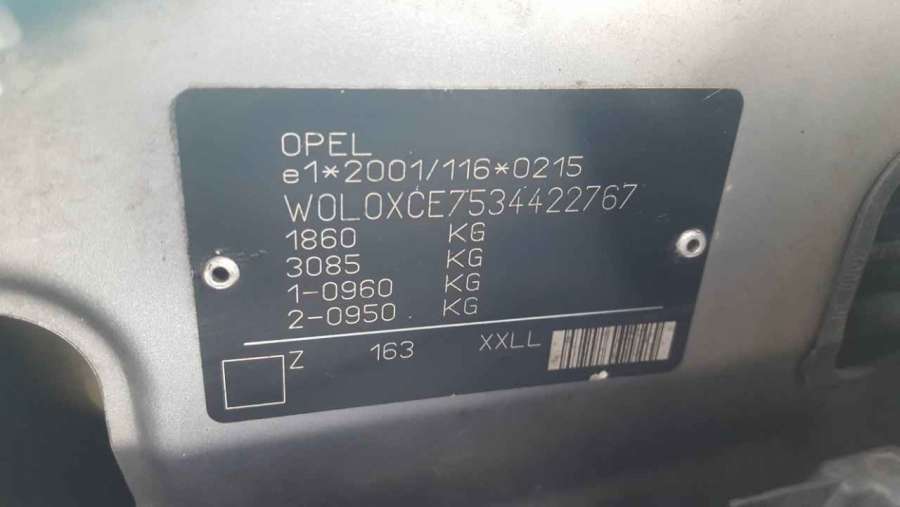 OPEL
e1*2001/116*0215
W0L0XCE7534422767
1860 KG
3085 KG
1-0960 KG
2-0950 KG
Z 163 XXLL